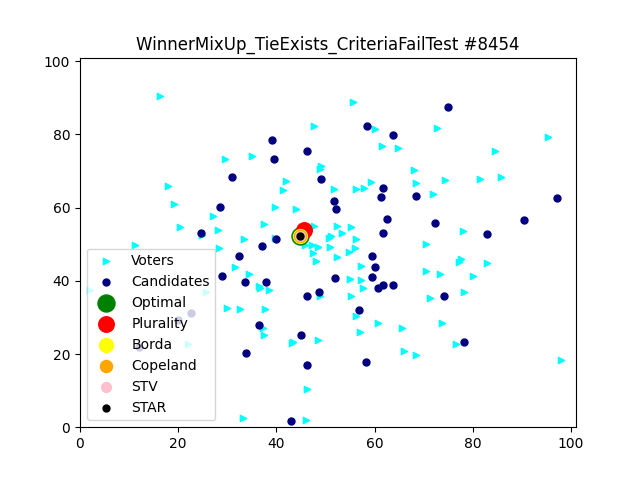 WinnerMixUp_TieExists_CriteriaFailTest #8454
100
80
60
40
20
0
0 20 40 60 80 100
Voters
Candidates
Optimal
Plurality
Borda
Copeland
STV
STAR